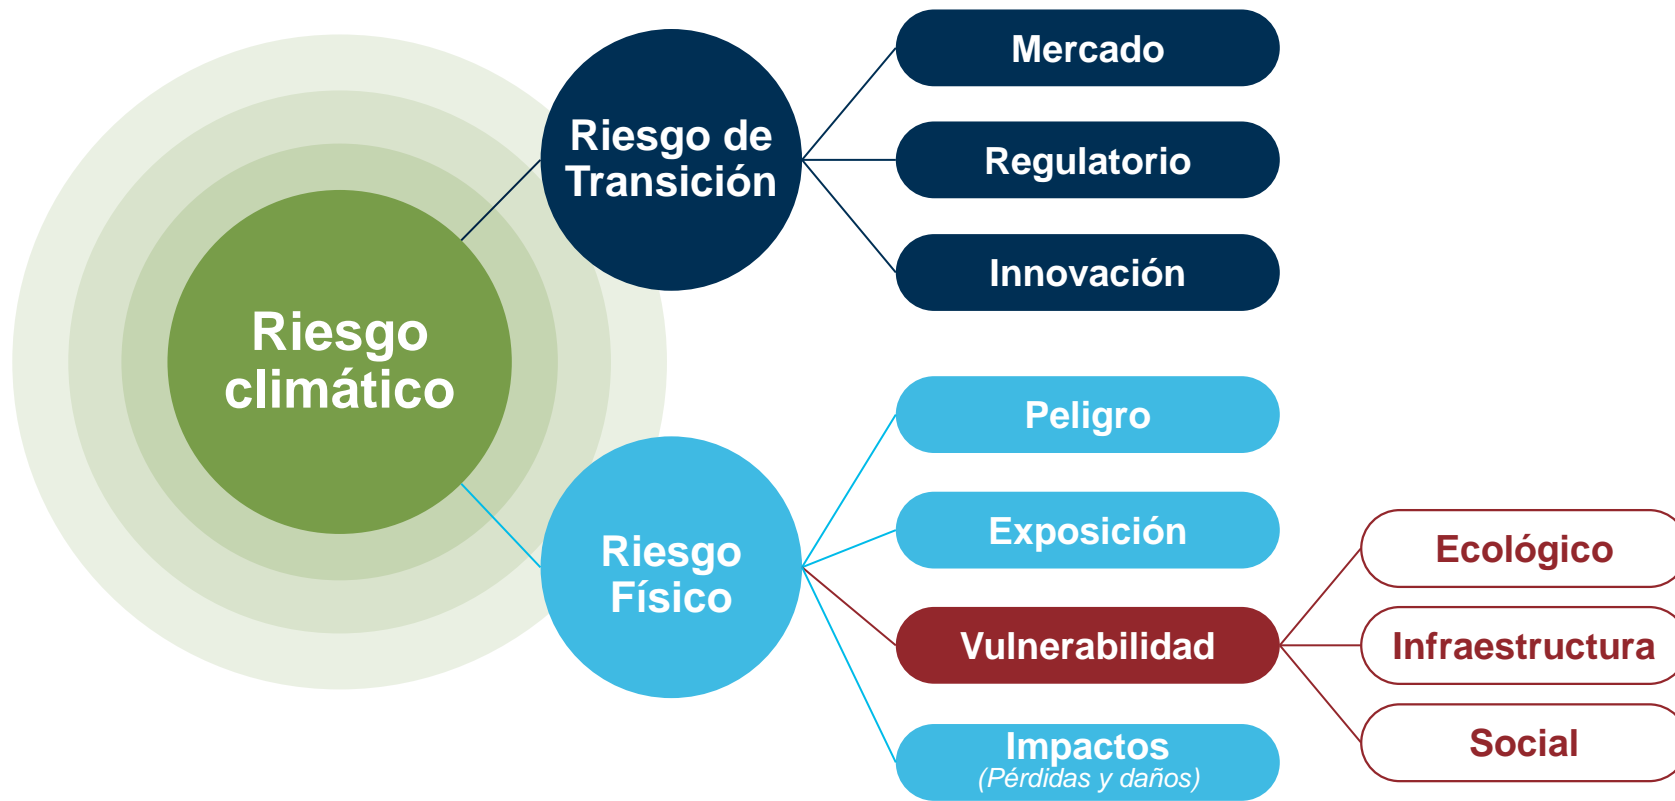 Riesgo
climático
Riesgo de
Transición
Mercado
Regulatorio
Innovación
Riesgo
Físico
Peligro
Exposición
Vulnerabilidad
Impactos
(Pérdidas y daños)
Ecológico
Infraestructura
Social